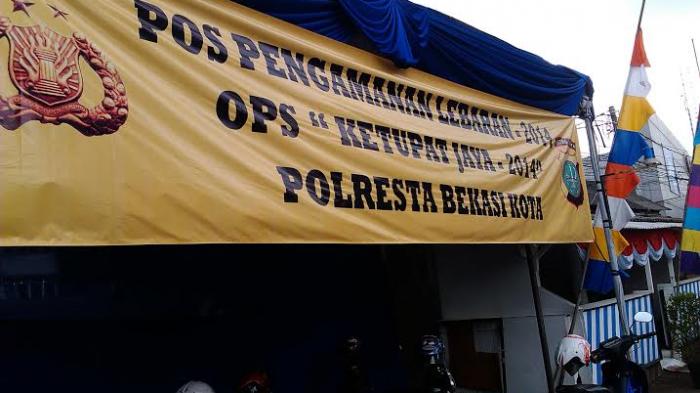 POS PENGAMANAN LEBARAN - 2014
OPS " KETUPAT JAYA - 2014"
POLRESTA BEKASI KOTA